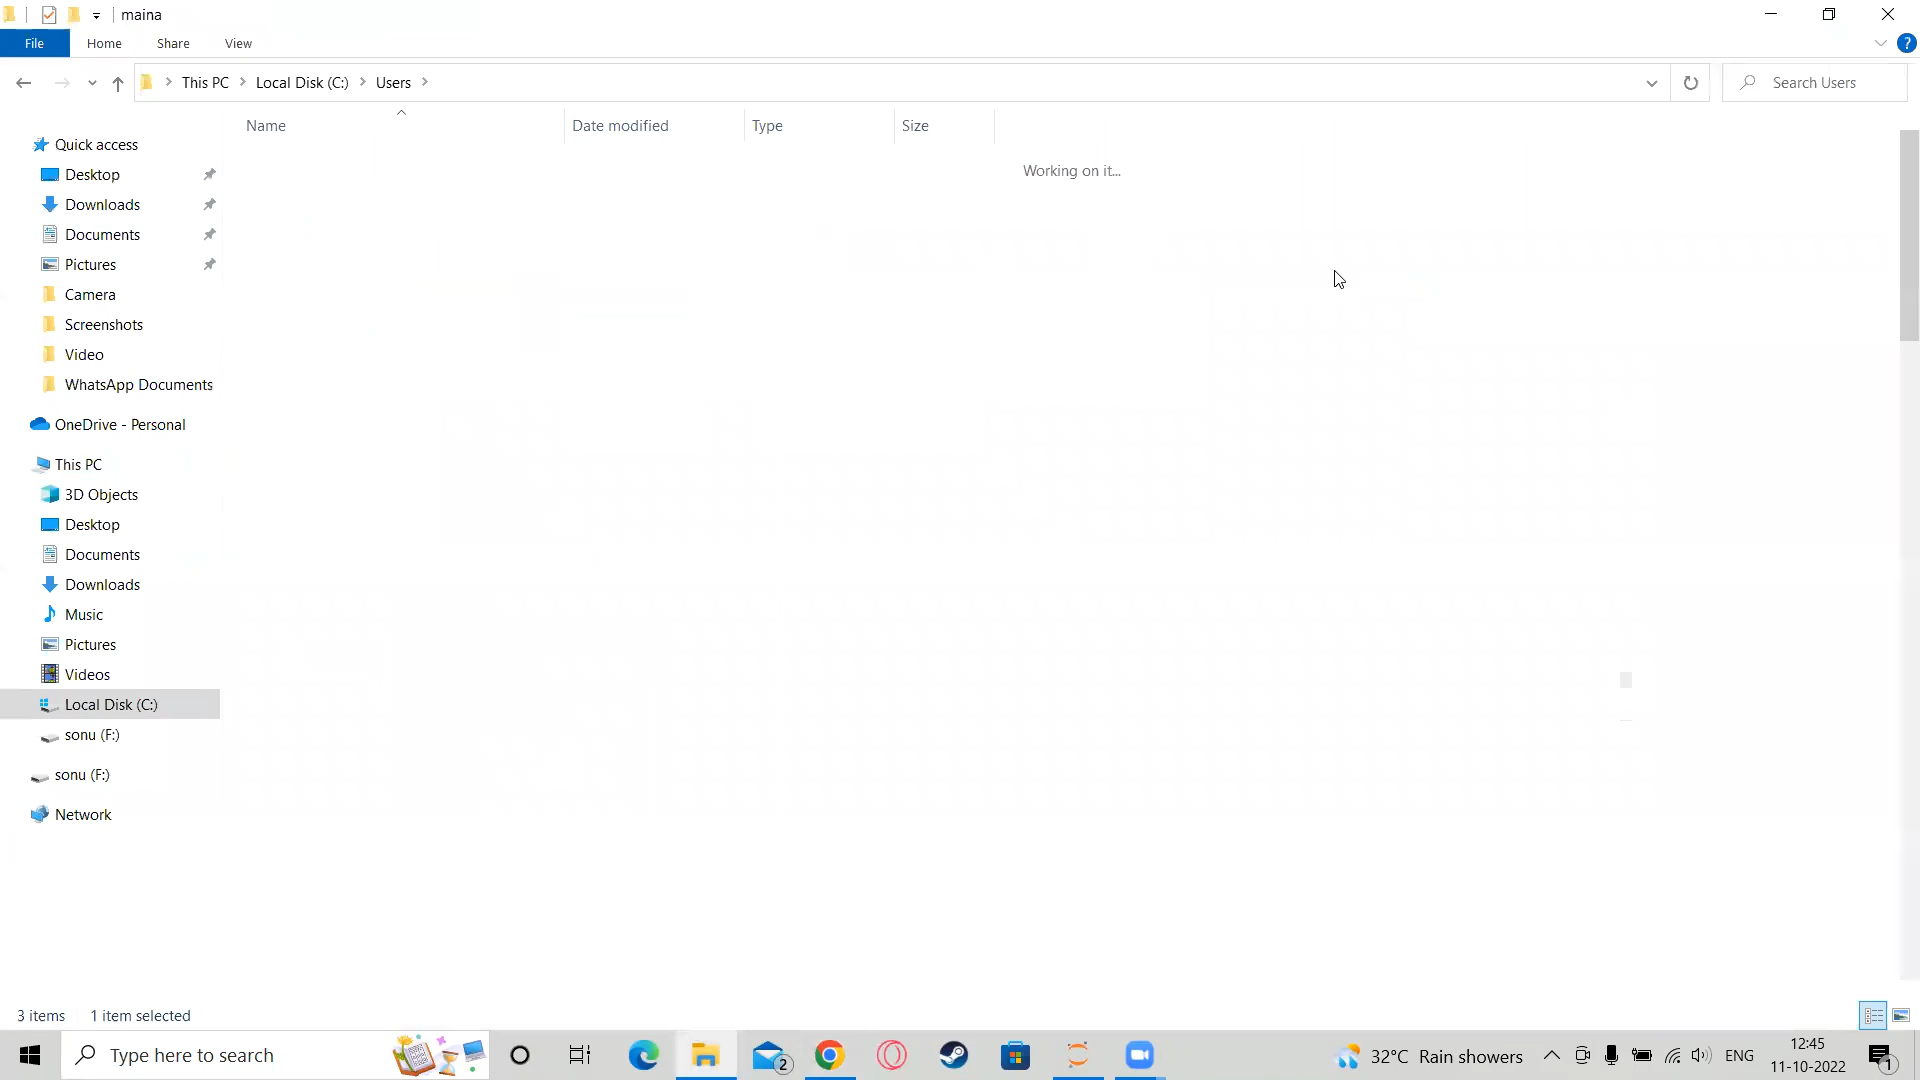 maina
File
Home
Share
View
This PC
Local Disk (C:)
Users
Search Users
?
Name
Date modified
Type
Size
Working on it...
Quick access
Desktop
Downloads
Documents
Pictures
Camera
Screenshots
Video
WhatsApp Documents
OneDrive - Personal
This PC
3D Objects
Desktop
Documents
Downloads
Music
Pictures
Videos
Local Disk (C:)
sonu (F:)
sonu (F:)
Network
3 items
1 item selected
Type here to search
2
32°C Rain showers
ENG
12:45
11-10-2022
1